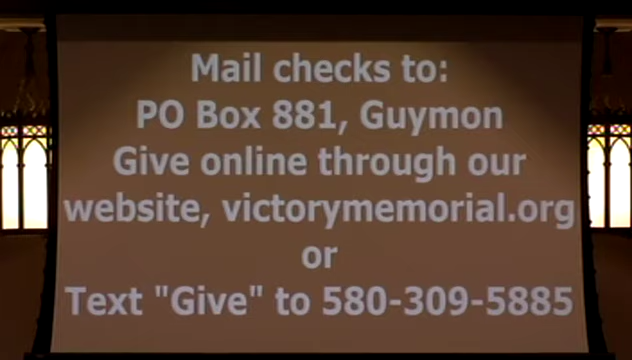 Mail checks to:
PO Box 881, Guymon
Give online through our
website, victorymemorial.org
or
Text "Give" to 580-309-5885